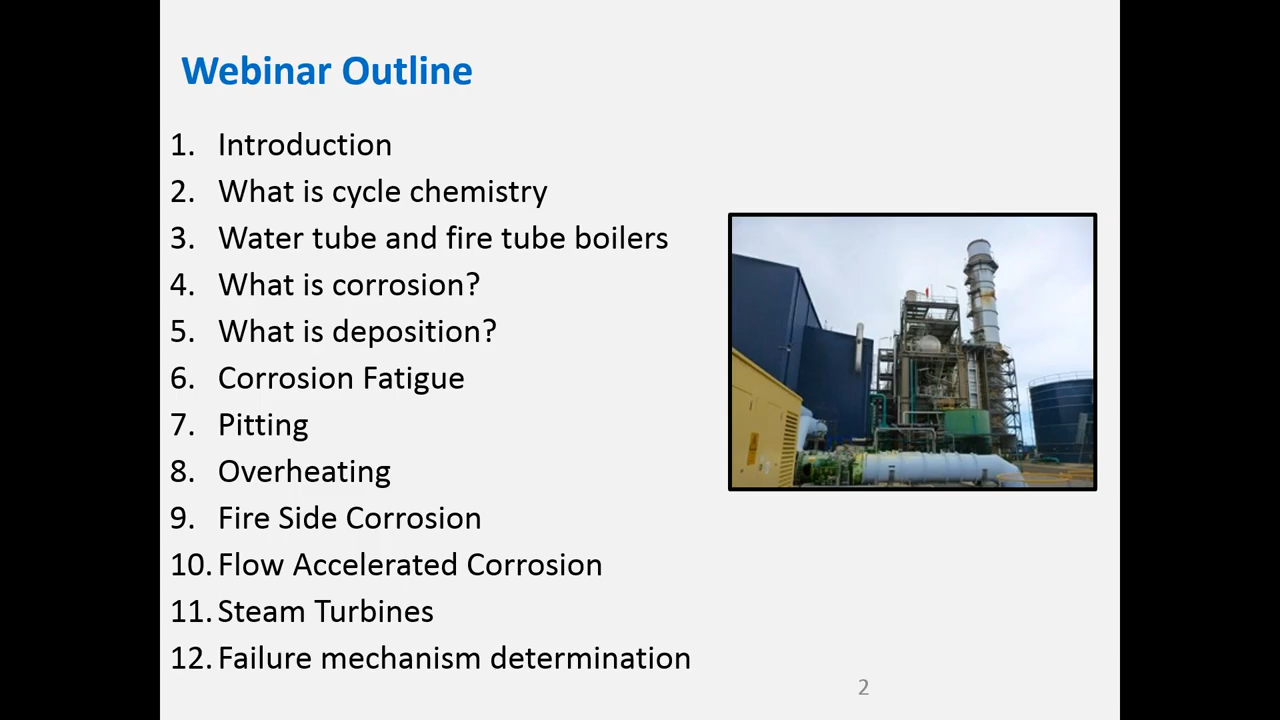 Webinar Outline
1. Introduction
2. What is cycle chemistry
3. Water tube and fire tube boilers
4. What is corrosion?
5. What is deposition?
6. Corrosion Fatigue
7. Pitting
8. Overheating
9. Fire Side Corrosion
10. Flow Accelerated Corrosion
11. Steam Turbines
12. Failure mechanism determination
2